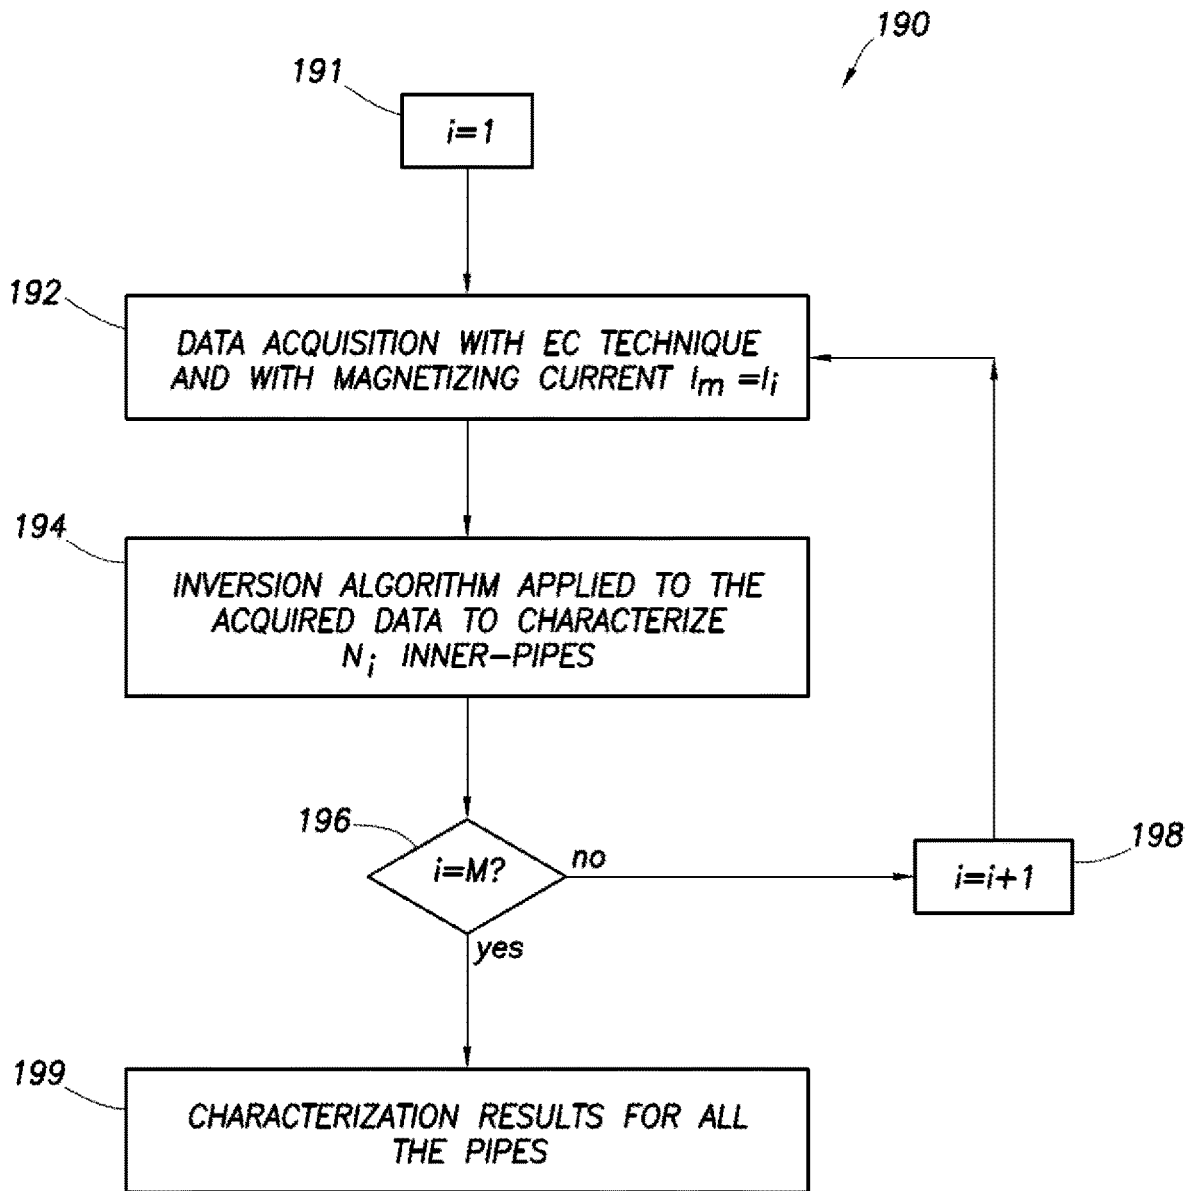 190
191
i=1
192
DATA ACQUISITION WITH EC TECHNIQUE
AND WITH MAGNETIZING CURRENT Im =Ii
194
INVERSION ALGORITHM APPLIED TO THE
ACQUIRED DATA TO CHARACTERIZE
Ni INNER–PIPES
196
i=M?
no
198
i=i+1
yes
199
CHARACTERIZATION RESULTS FOR ALL
THE PIPES